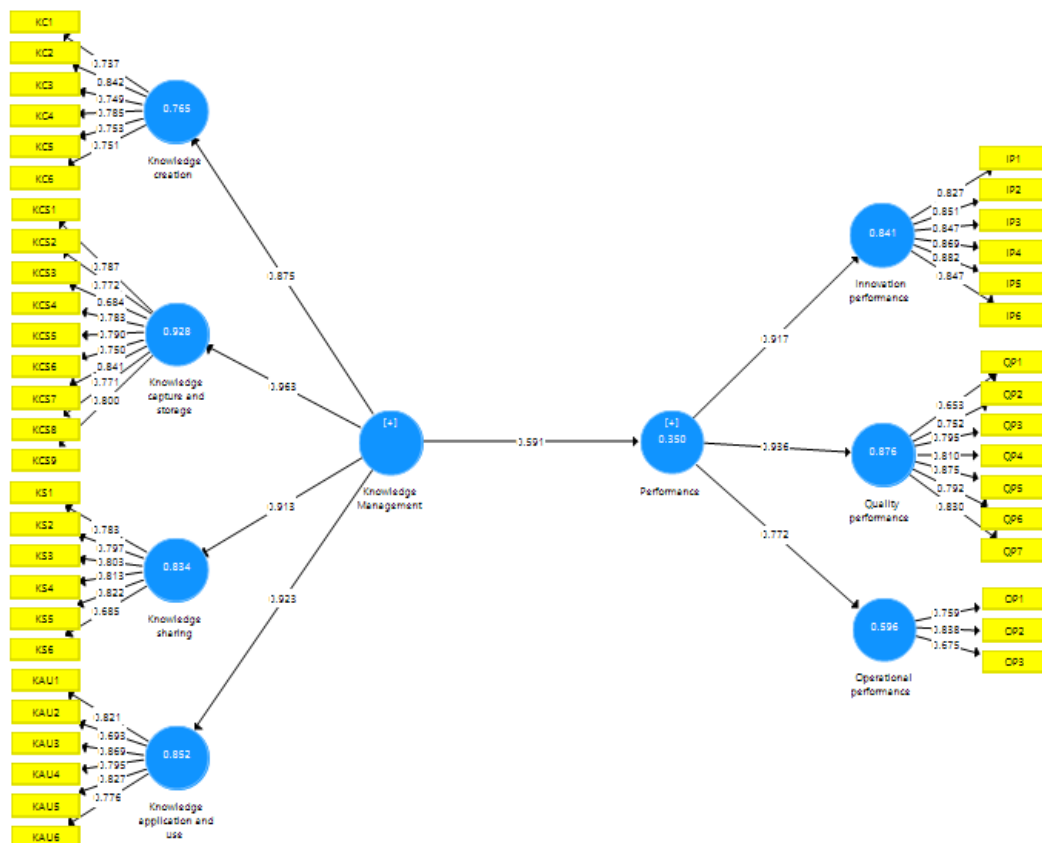 KC1
KC2
KC3
KC4
KC5
KC6
0.737
0.842
0.749
0.785
0.753
0.751
0.765
Knowledge
creation
KCS1
KCS2
KCS3
KCS4
KCS5
KCS6
KCS7
KCS8
KCS9
0.787
0.772
0.684
0.783
0.790
0.750
0.841
0.771
0.800
0.928
Knowledge
capture and
storage
KS1
KS2
KS3
KS4
KS5
KS6
0.783
0.797
0.803
0.813
0.822
0.685
0.834
Knowledge
sharing
KAU1
KAU2
KAU3
KAU4
KAU5
KAU6
0.821
0.693
0.869
0.795
0.827
0.776
0.852
Knowledge
application and
use
0.875
0.963
0.913
0.923
[+]
Knowledge
Management
0.591
[+]
0.350
Performance
0.917
0.936
0.772
0.841
Innovation
performance
0.827
0.851
0.847
0.869
0.882
0.847
IP1
IP2
IP3
IP4
IP5
IP6
0.876
Quality
performance
0.653
0.752
0.795
0.810
0.875
0.792
0.830
QP1
QP2
QP3
QP4
QP5
QP6
QP7
0.596
Operational
performance
0.759
0.838
0.675
OP1
OP2
OP3